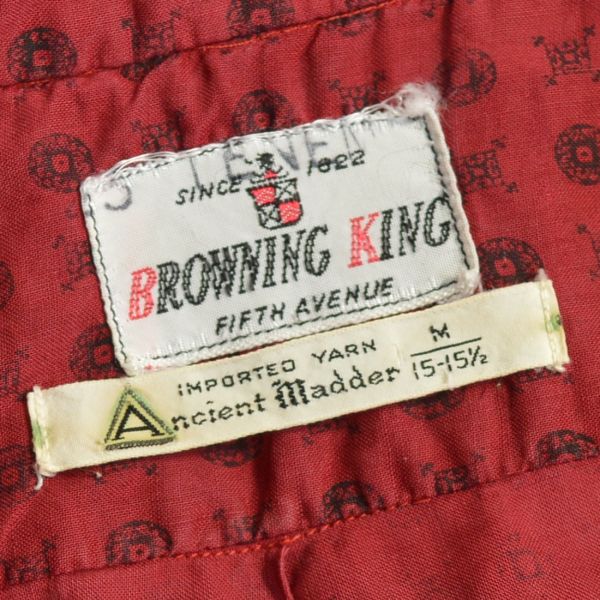 SINCE 1822
BROWNING KING
FIFTH AVENUE
IMPORTED YARN
Ancient Madder
M
15-15½